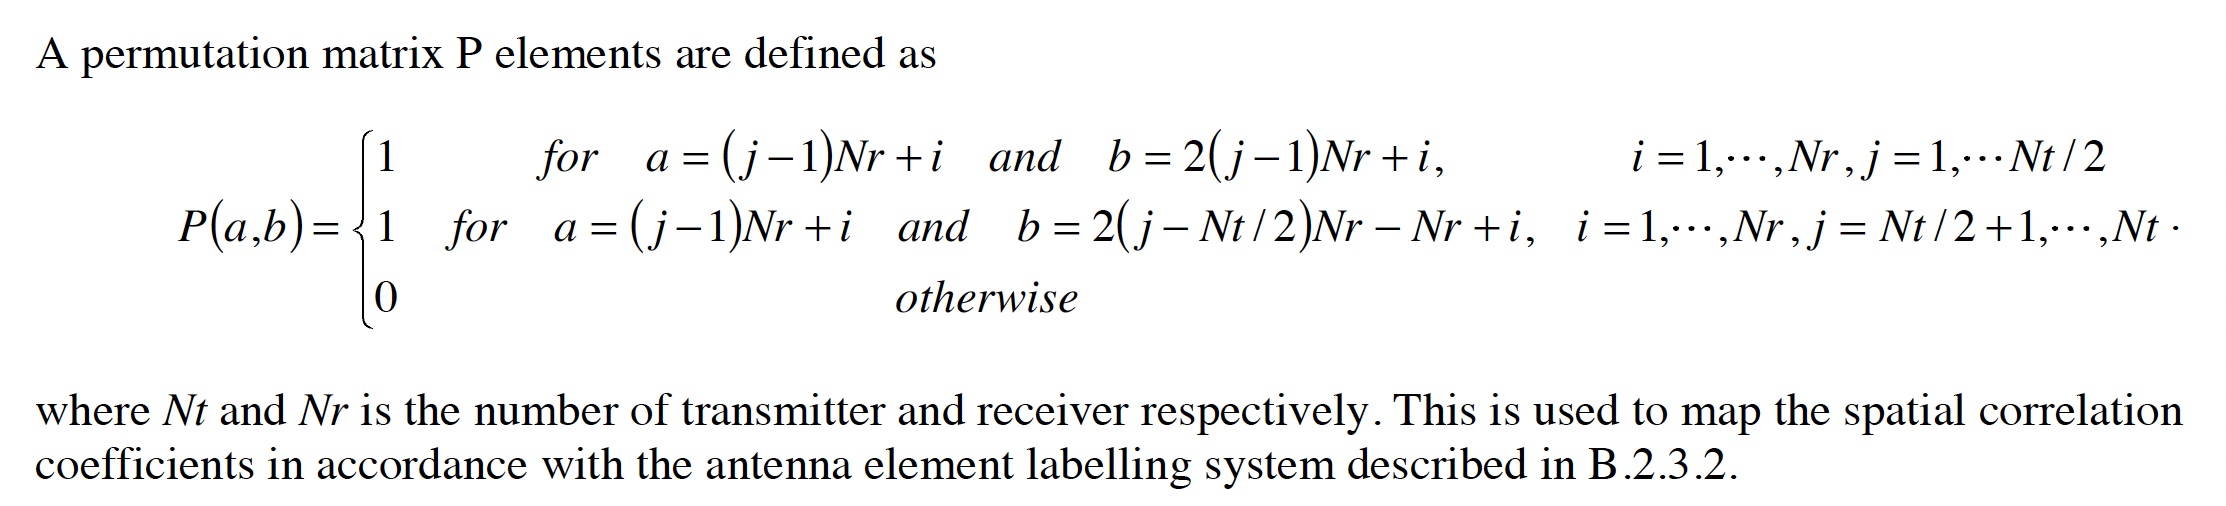 A permutation matrix P elements are defined as
1 for a = (j−1)Nr + i and b = 2(j−1)Nr + i, i = 1,⋯,Nr, j = 1,⋯Nt/2
P(a,b) = { 1 for a = (j−1)Nr + i and b = 2(j−Nt/2)Nr − Nr + i, i = 1,⋯,Nr, j = Nt/2+1,⋯,Nt ·
0 otherwise
where Nt and Nr is the number of transmitter and receiver respectively. This is used to map the spatial correlation
coefficients in accordance with the antenna element labelling system described in B.2.3.2.